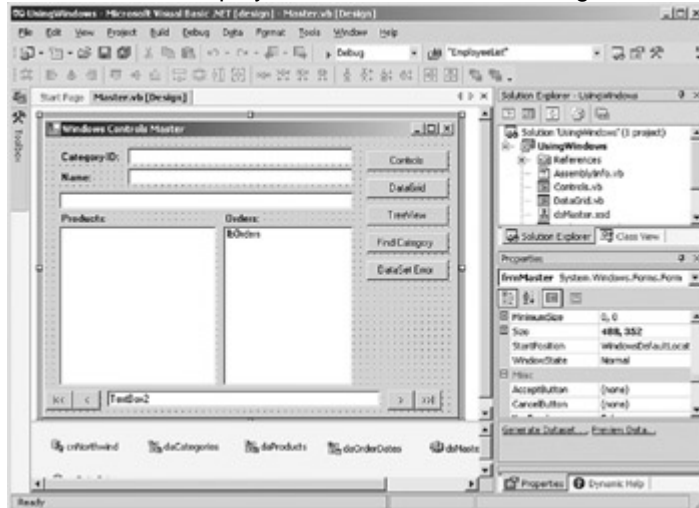 UsingWindows - Microsoft Visual Basic .NET [design] - Master.vb [Design]
File Edit View Project Build Debug Data Format Tools Window Help
Debug "EmployeeList"
Start Page Master.vb [Design]
Toolbox
Windows Controls Master
Category ID:
Name:
Products: Orders:
lbOrders
Controls
DataGrid
TreeView
Find Category
DataSet Error
<< < TextBox2 >
Solution Explorer - UsingWindows
Solution 'UsingWindows' (1 project)
UsingWindows
References
AssemblyInfo.vb
Controls.vb
DataGrid.vb
dsMaster.xsd
Solution Explorer Class View
Properties
frmMaster System.Windows.Forms.Form
MinimumSize 0, 0
Size 488, 352
StartPosition WindowsDefaultLocat
WindowState Normal
Misc
AcceptButton (none)
CancelButton (none)
Generate Dataset..., Preview Data...
Properties Dynamic Help
cnNorthwind daCategories daProducts daOrderDates dsMaste
Ready